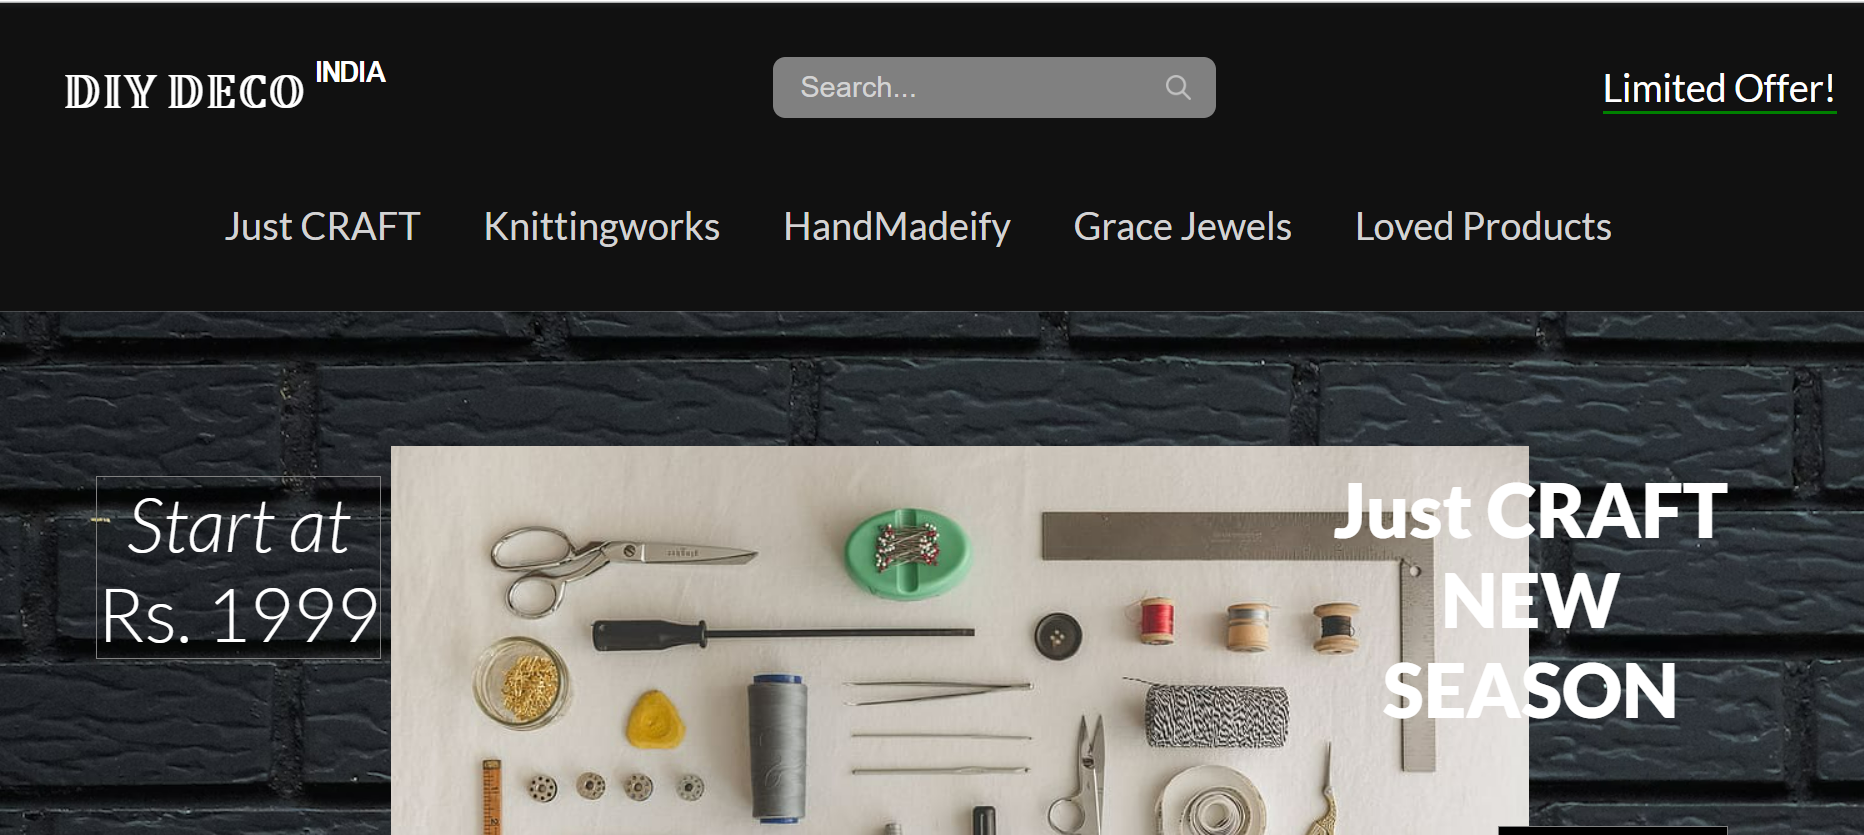 DIY DECO INDIA
Search...
Limited Offer!
Just CRAFT
Knittingworks
HandMadeify
Grace Jewels
Loved Products
Start at
Rs. 1999
Just CRAFT
NEW
SEASON